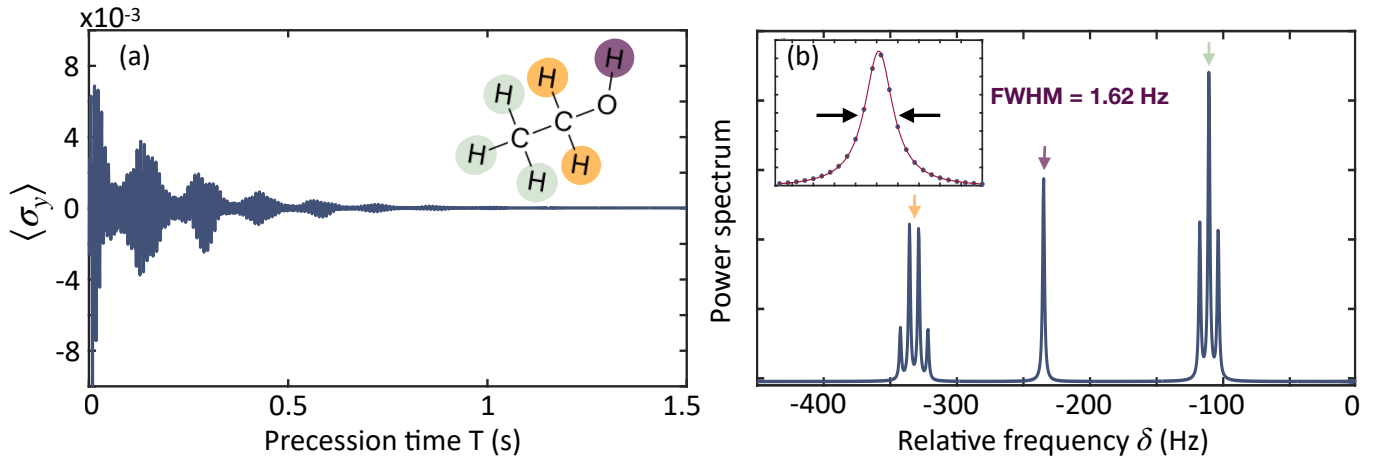 x10-3
(a)
8
4
0
-4
-8
⟨σy⟩
H
H
H
H
H
H
C
C
O
0
0.5
1
1.5
Precession time T (s)
(b)
FWHM = 1.62 Hz
Power spectrum
-400
-300
-200
-100
0
Relative frequency δ (Hz)